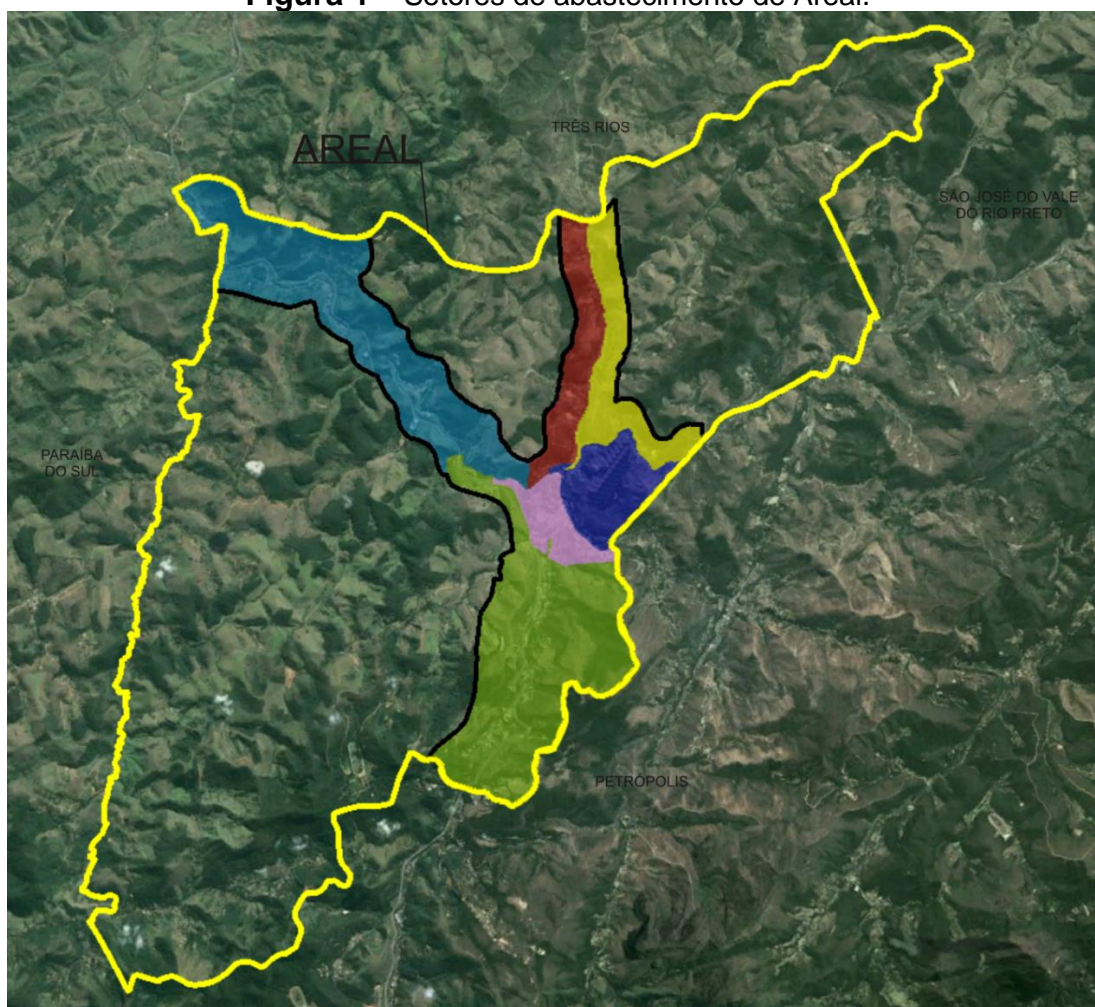 Figura 1 – Setores de abastecimento de Areal.
TRÊS RIOS
AREAL
SÃO JOSÉ DO VALE
DO RIO PRETO
PARAÍBA
DO SUL
PETRÓPOLIS